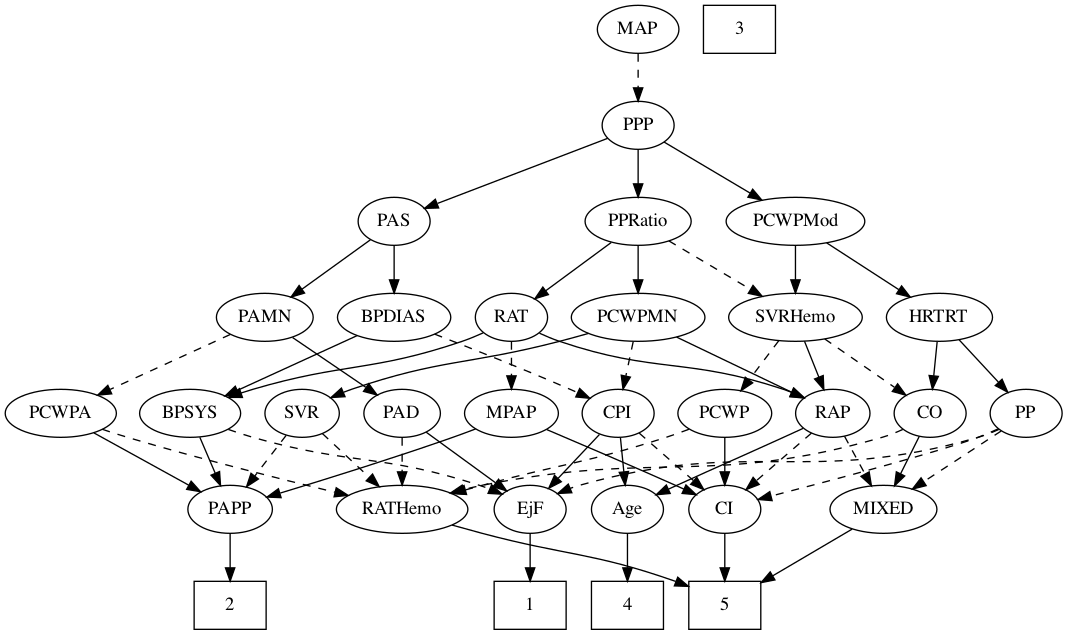 MAP 3
PPP
PAS PPRatio PCWPMod
PAMN BPDIAS RAT PCWPMN SVRHemo HRTRT
PCWPA BPSYS SVR PAD MPAP CPI PCWP RAP CO PP
PAPP RATHemo EjF Age CI MIXED
2 1 4 5